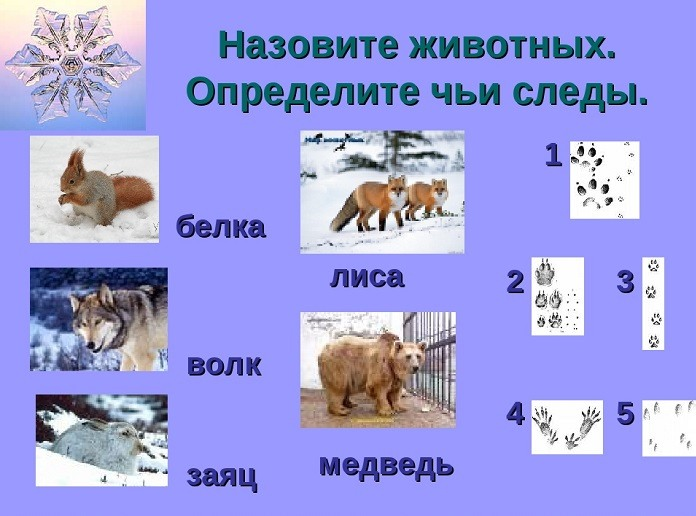 Назовите животных.
Определите чьи следы.
белка
лиса
волк
медведь
заяц
1
2
3
4
5